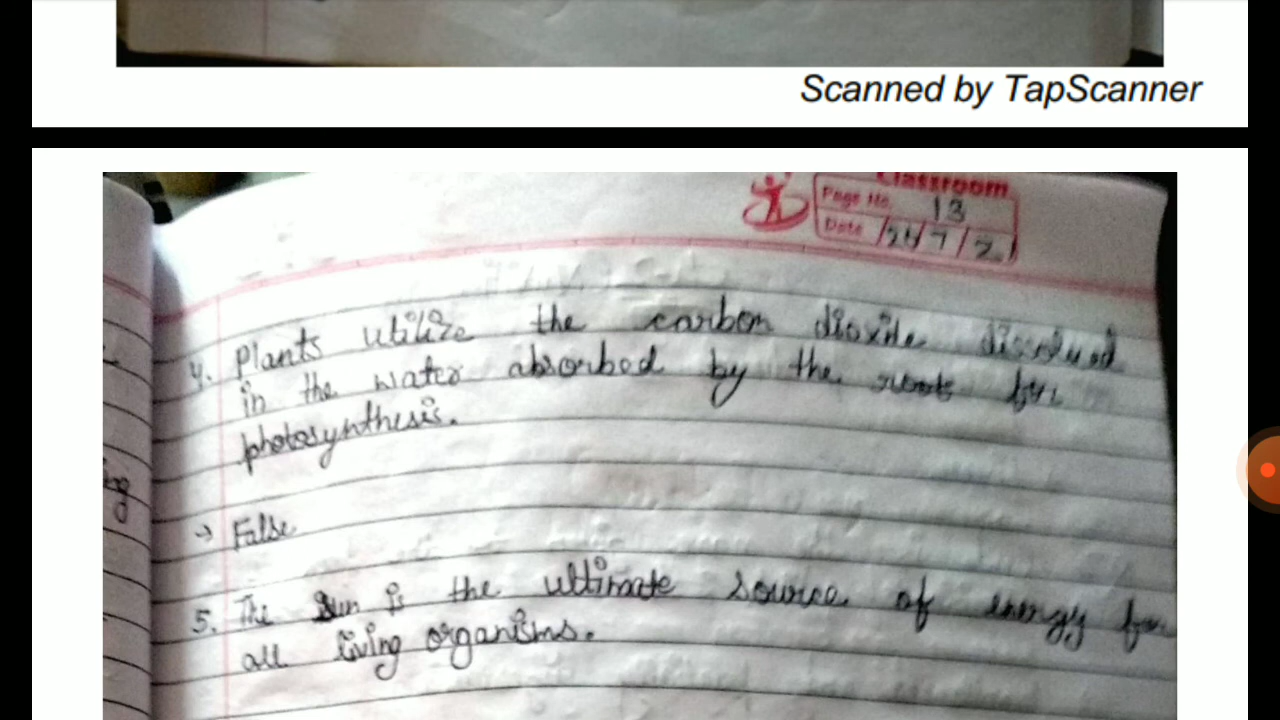 Scanned by TapScanner
Classroom
Page No. 13
Date 24/7/21
4. Plants utilize the carbon dioxide dissolved
in the water absorbed by the roots for
photosynthesis.
ing
→ False
5. The Sun is the ultimate source of energy for
all living organisms.